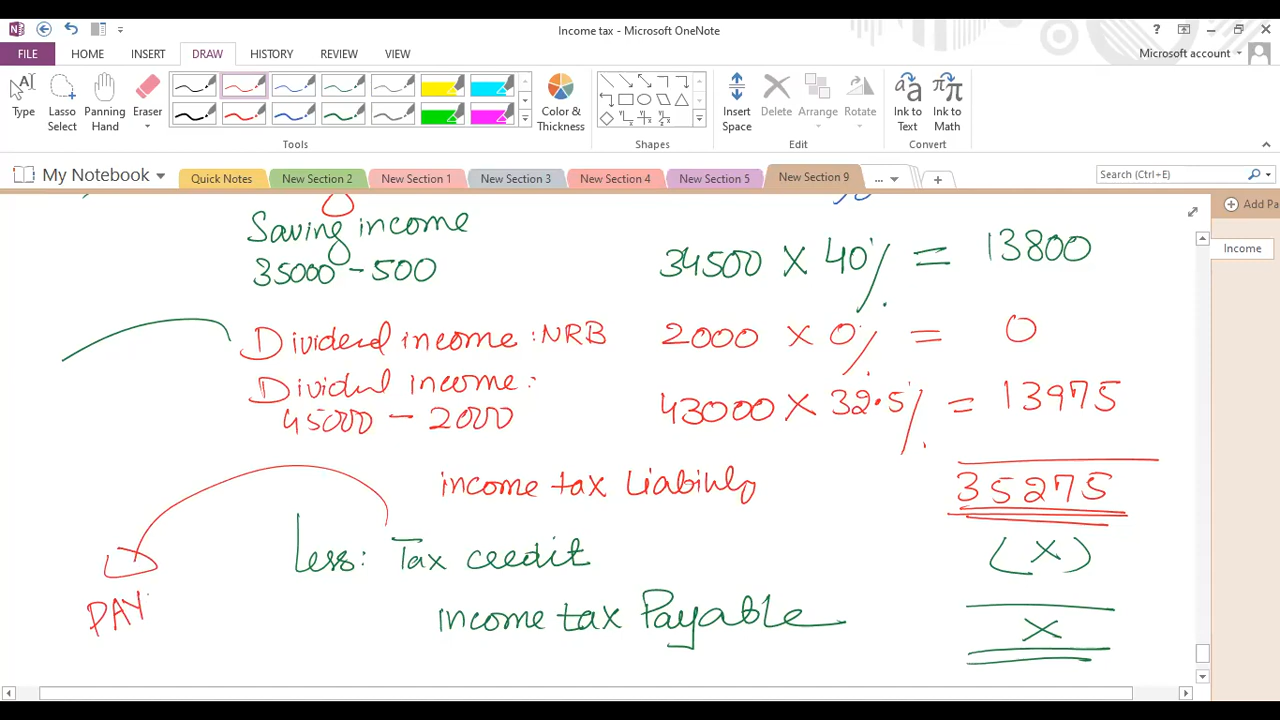 Income tax - Microsoft OneNote
FILE HOME INSERT DRAW HISTORY REVIEW VIEW Microsoft account
Type Lasso Select Panning Hand Eraser Color & Thickness Insert Space Delete Arrange Rotate Ink to Text Ink to Math
Tools Shapes Edit Convert
My Notebook Quick Notes New Section 2 New Section 1 New Section 3 New Section 4 New Section 5 New Section 9 ... Search (Ctrl+E)
Add Pa
Income
Saving income
35000 - 500 34500 × 40% = 13800
Dividend income : NRB 2000 × 0% = 0
Dividend income :
45000 - 2000 43000 × 32.5% = 13975
income tax Liability 35275
Less: Tax credit (X)
PAY
income tax Payable X